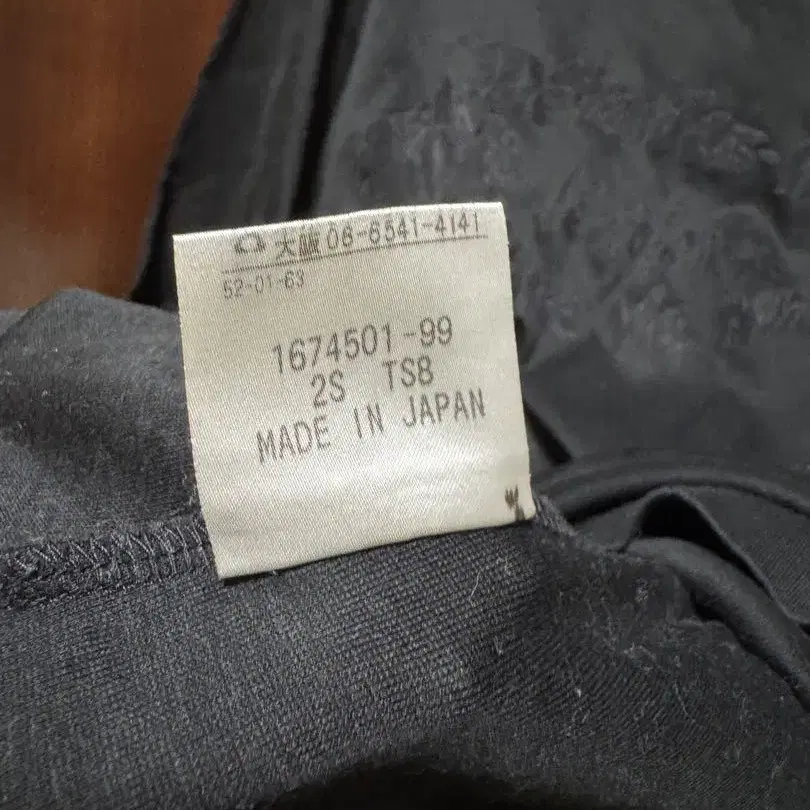 大阪 06-6541-4141
52-01-63
1674501-99
2S TS8
MADE IN JAPAN